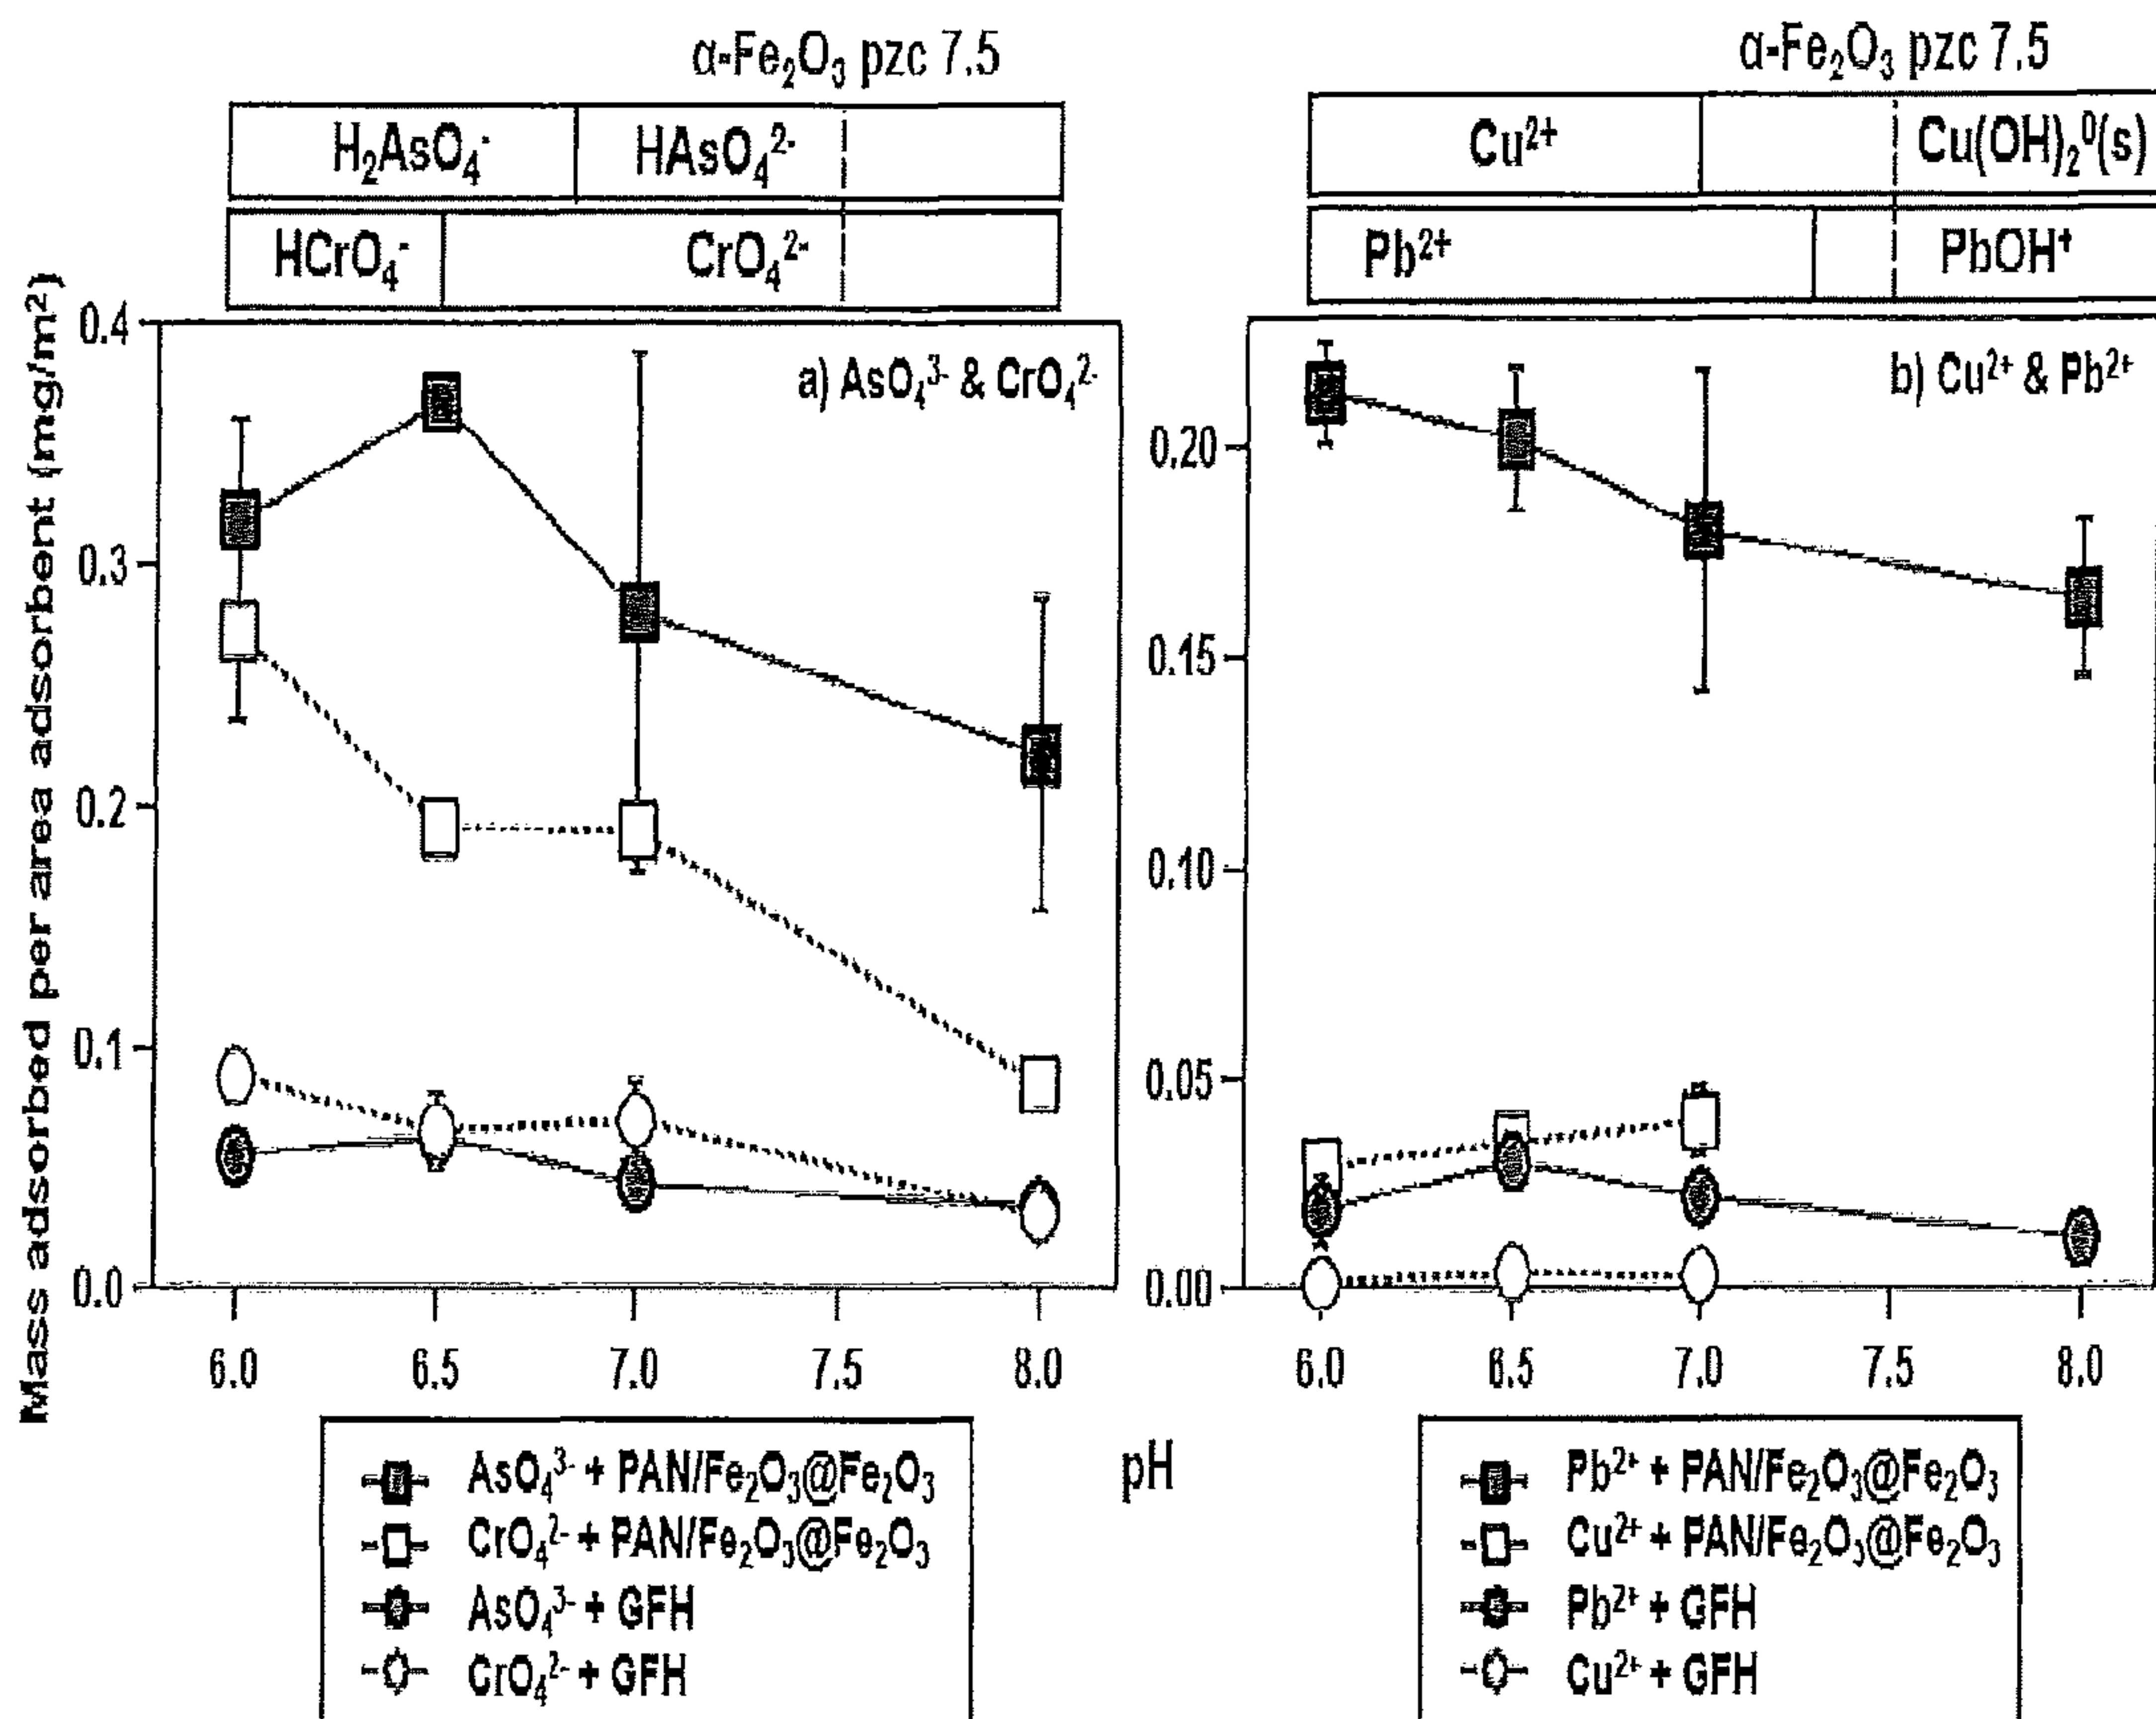 α-Fe₂O₃ pzc 7.5
H₂AsO₄⁻ HAsO₄²⁻
HCrO₄⁻ CrO₄²⁻
Mass adsorbed per area adsorbent (mg/m²)
a) AsO₄³⁻ & CrO₄²⁻
0.4
0.3
0.2
0.1
0.0
6.0 6.5 7.0 7.5 8.0
α-Fe₂O₃ pzc 7.5
Cu²⁺ Cu(OH)₂⁰(s)
Pb²⁺ PbOH⁺
b) Cu²⁺ & Pb²⁺
0.20
0.15
0.10
0.05
0.00
6.0 6.5 7.0 7.5 8.0
pH
AsO₄³⁻ + PAN/Fe₂O₃@Fe₂O₃
CrO₄²⁻ + PAN/Fe₂O₃@Fe₂O₃
AsO₄³⁻ + GFH
CrO₄²⁻ + GFH
Pb²⁺ + PAN/Fe₂O₃@Fe₂O₃
Cu²⁺ + PAN/Fe₂O₃@Fe₂O₃
Pb²⁺ + GFH
Cu²⁺ + GFH